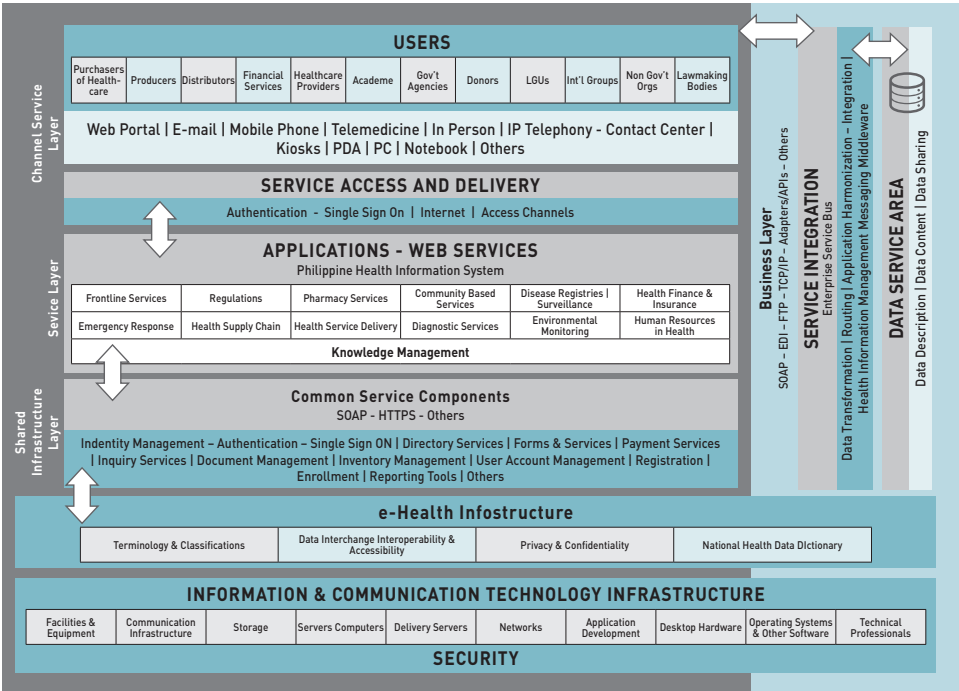 USERS
Purchasers
of Health-
care
Producers
Distributors
Financial
Services
Healthcare
Providers
Academe
Gov't
Agencies
Donors
LGUs
Int'l Groups
Non Gov't
Orgs
Lawmaking
Bodies
Web Portal | E-mail | Mobile Phone | Telemedicine | In Person | IP Telephony - Contact Center |
Kiosks | PDA | PC | Notebook | Others
Channel Service
Layer
SERVICE ACCESS AND DELIVERY
Authentication - Single Sign On | Internet | Access Channels
Sevice Layer
APPLICATIONS - WEB SERVICES
Philippine Health Information System
Frontline Services
Regulations
Pharmacy Services
Community Based
Services
Disease Registries |
Surveillance
Health Finance &
Insurance
Emergency Response
Health Supply Chain
Health Service Delivery
Diagnostic Services
Environmental
Monitoring
Human Resources
in Health
Knowledge Management
Shared
Infrastructure
Layer
Common Service Components
SOAP - HTTPS - Others
Indentity Management – Authentication – Single Sign ON | Directory Services | Forms & Services | Payment Services
| Inquiry Services | Document Management | Inventory Management | User Account Management | Registration |
Enrollment | Reporting Tools | Others
Business Layer
SOAP – EDI – FTP – TCP/IP – Adapters/APIs – Others
SERVICE INTEGRATION
Enterprise Service Bus
Data Transformation | Routing | Application Harmonization – Integration |
Health Information Management Messaging Middleware
DATA SERVICE AREA
Data Description | Data Content | Data Sharing
e-Health Infostructure
Terminology & Classifications
Data Interchange Interoperability &
Accessibility
Privacy & Confidentiality
National Health Data DIctionary
INFORMATION & COMMUNICATION TECHNOLOGY INFRASTRUCTURE
Facilities &
Equipment
Communication
Infrastructure
Storage
Servers Computers
Delivery Servers
Networks
Application
Development
Desktop Hardware
Operating Systems
& Other Software
Technical
Professionals
SECURITY